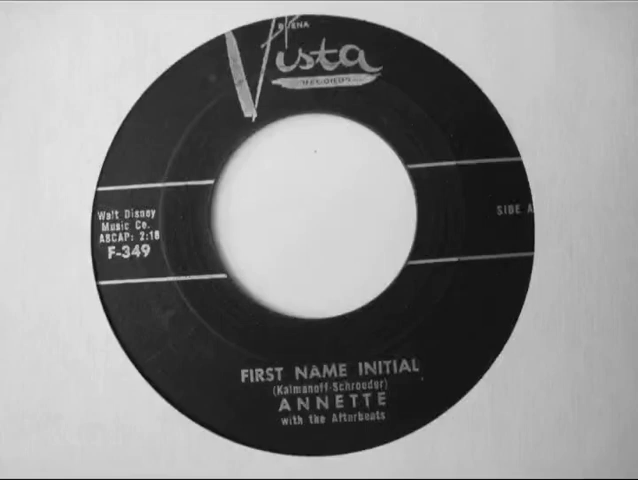 BUENA
Vista
RECORDS
SIDE A
Walt Disney
Music Co.
ASCAP: 2:18
F-349
FIRST NAME INITIAL
(Kalmanoff-Schroeder)
ANNETTE
with the Afterbeats